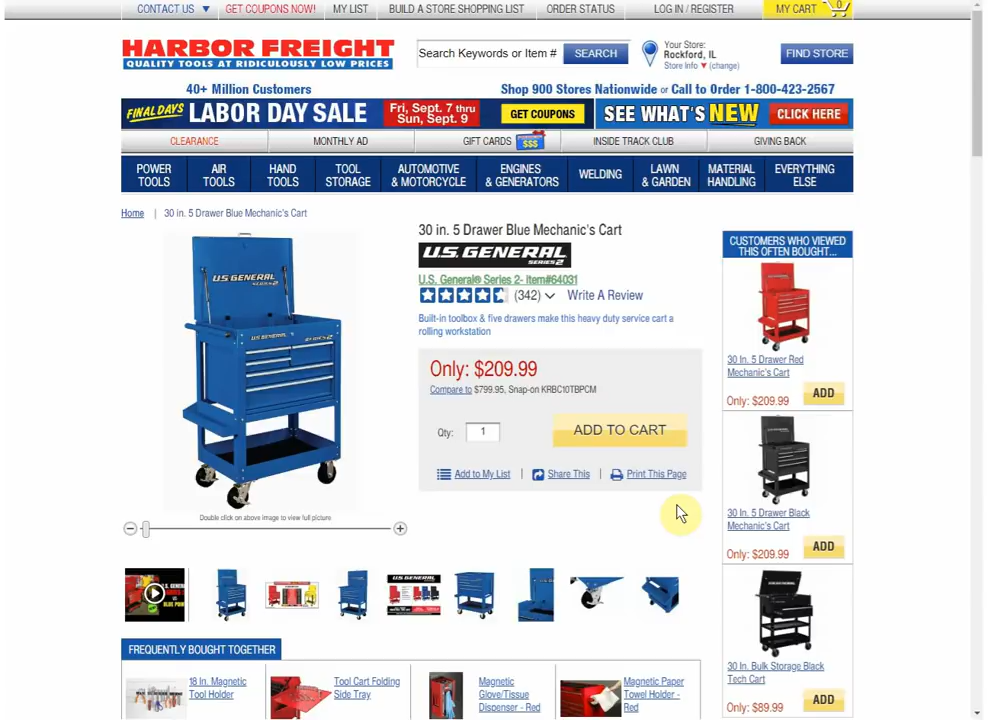 CONTACT US
GET COUPONS NOW!
MY LIST
BUILD A STORE SHOPPING LIST
ORDER STATUS
LOG IN / REGISTER
MY CART
0
HARBOR FREIGHT
QUALITY TOOLS AT RIDICULOUSLY LOW PRICES
Search Keywords or Item #
SEARCH
Your Store:
Rockford, IL
Store Info ▼ (change)
FIND STORE
40+ Million Customers
Shop 900 Stores Nationwide or Call to Order 1-800-423-2567
FINAL DAYS
LABOR DAY SALE
Fri, Sept. 7 thru
Sun, Sept. 9
GET COUPONS
SEE WHAT'S NEW
CLICK HERE
CLEARANCE
MONTHLY AD
GIFT CARDS
$$$
INSIDE TRACK CLUB
GIVING BACK
POWER
TOOLS
AIR
TOOLS
HAND
TOOLS
TOOL
STORAGE
AUTOMOTIVE
& MOTORCYCLE
ENGINES
& GENERATORS
WELDING
LAWN
& GARDEN
MATERIAL
HANDLING
EVERYTHING
ELSE
Home | 30 in. 5 Drawer Blue Mechanic's Cart
U.S. GENERAL
U.S. GENERAL
Double click on above image to view full picture
30 in. 5 Drawer Blue Mechanic's Cart
U.S. GENERAL
SERIES 2
U.S. General® Series 2- Item#64031
(342)
Write A Review
Built-in toolbox & five drawers make this heavy duty service cart a
rolling workstation
Only: $209.99
Compare to $799.95, Snap-on KRBC10TBPCM
Qty:
1
ADD TO CART
Add to My List | Share This | Print This Page
CUSTOMERS WHO VIEWED
THIS OFTEN BOUGHT...
30 In. 5 Drawer Red
Mechanic's Cart
Only: $209.99
ADD
30 In. 5 Drawer Black
Mechanic's Cart
Only: $209.99
ADD
30 In. Bulk Storage Black
Tech Cart
Only: $89.99
ADD
U.S. GENERAL
FREQUENTLY BOUGHT TOGETHER
18 In. Magnetic
Tool Holder
Tool Cart Folding
Side Tray
Magnetic
Glove/Tissue
Dispenser - Red
Magnetic Paper
Towel Holder -
Red